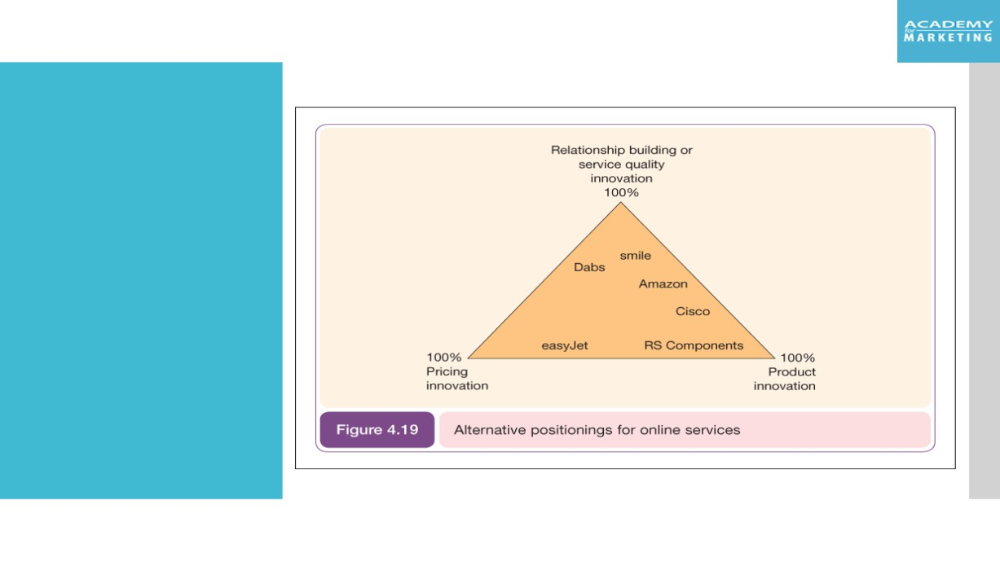 ACADEMY
for
MARKETING
Relationship building or
service quality
innovation
100%
smile
Dabs
Amazon
Cisco
easyJet
RS Components
100%
Pricing
innovation
100%
Product
innovation
Figure 4.19
Alternative positionings for online services